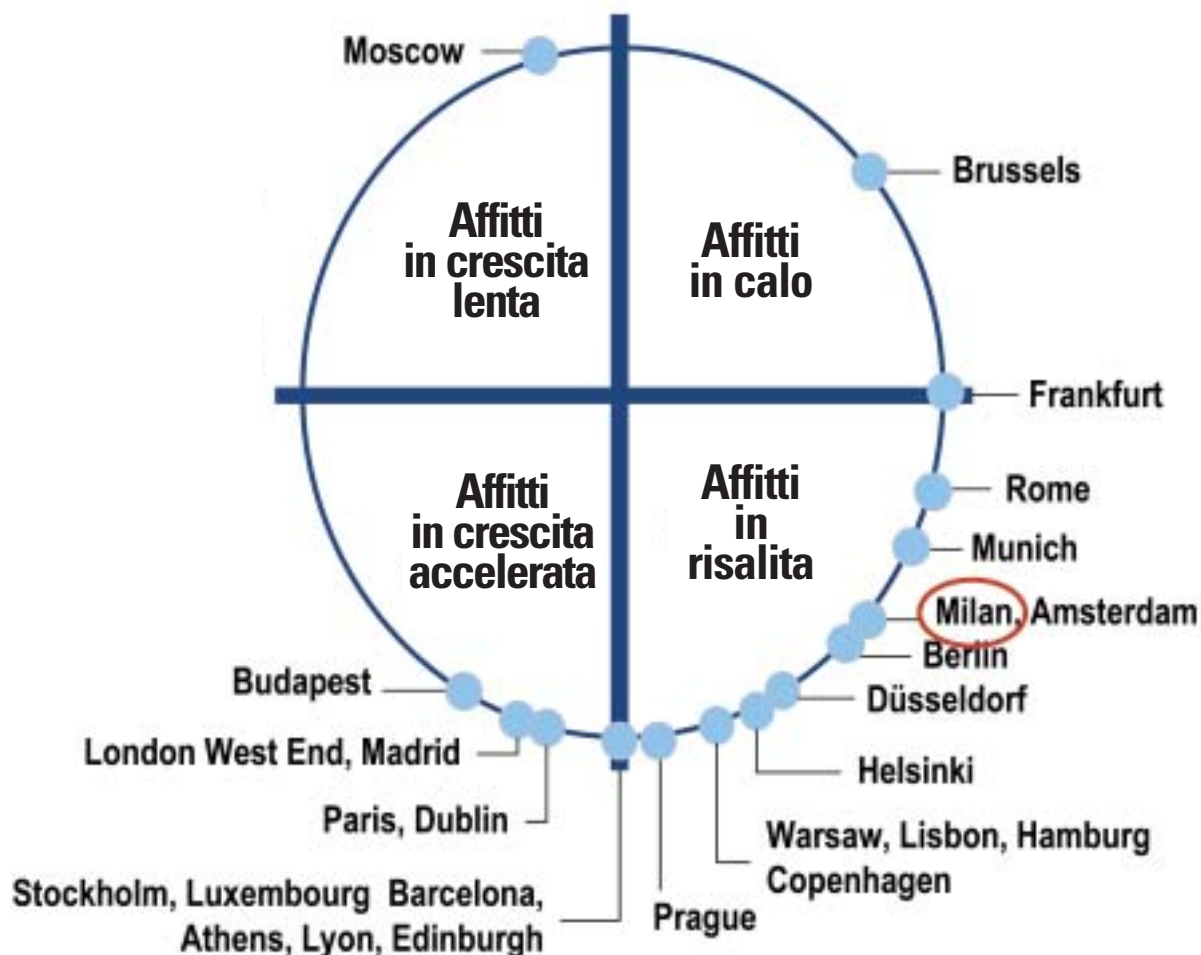 Moscow
Brussels
Affitti
in crescita
lenta
Affitti
in calo
Frankfurt
Affitti
in crescita
accelerata
Affitti
in
risalita
Rome
Munich
Milan, Amsterdam
Berlin
Düsseldorf
Budapest
London West End, Madrid
Helsinki
Paris, Dublin
Warsaw, Lisbon, Hamburg
Copenhagen
Stockholm, Luxembourg Barcelona,
Athens, Lyon, Edinburgh
Prague